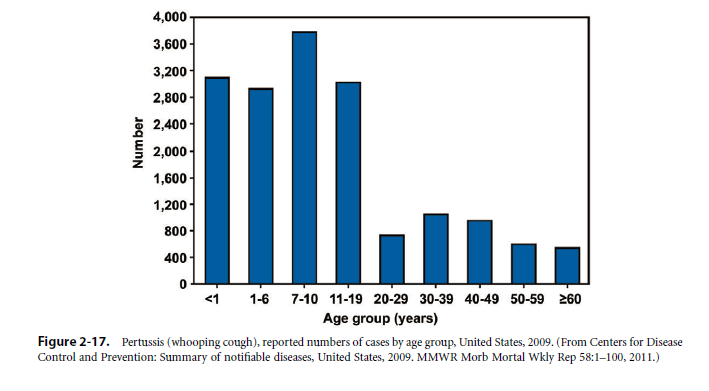 4,000
3,600
3,200
2,800
2,400
2,000
1,600
1,200
800
400
0
Number
<1 1-6 7-10 11-19 20-29 30-39 40-49 50-59 ≥60
Age group (years)
Figure 2-17. Pertussis (whooping cough), reported numbers of cases by age group, United States, 2009. (From Centers for Disease
Control and Prevention: Summary of notifiable diseases, United States, 2009. MMWR Morb Mortal Wkly Rep 58:1–100, 2011.)